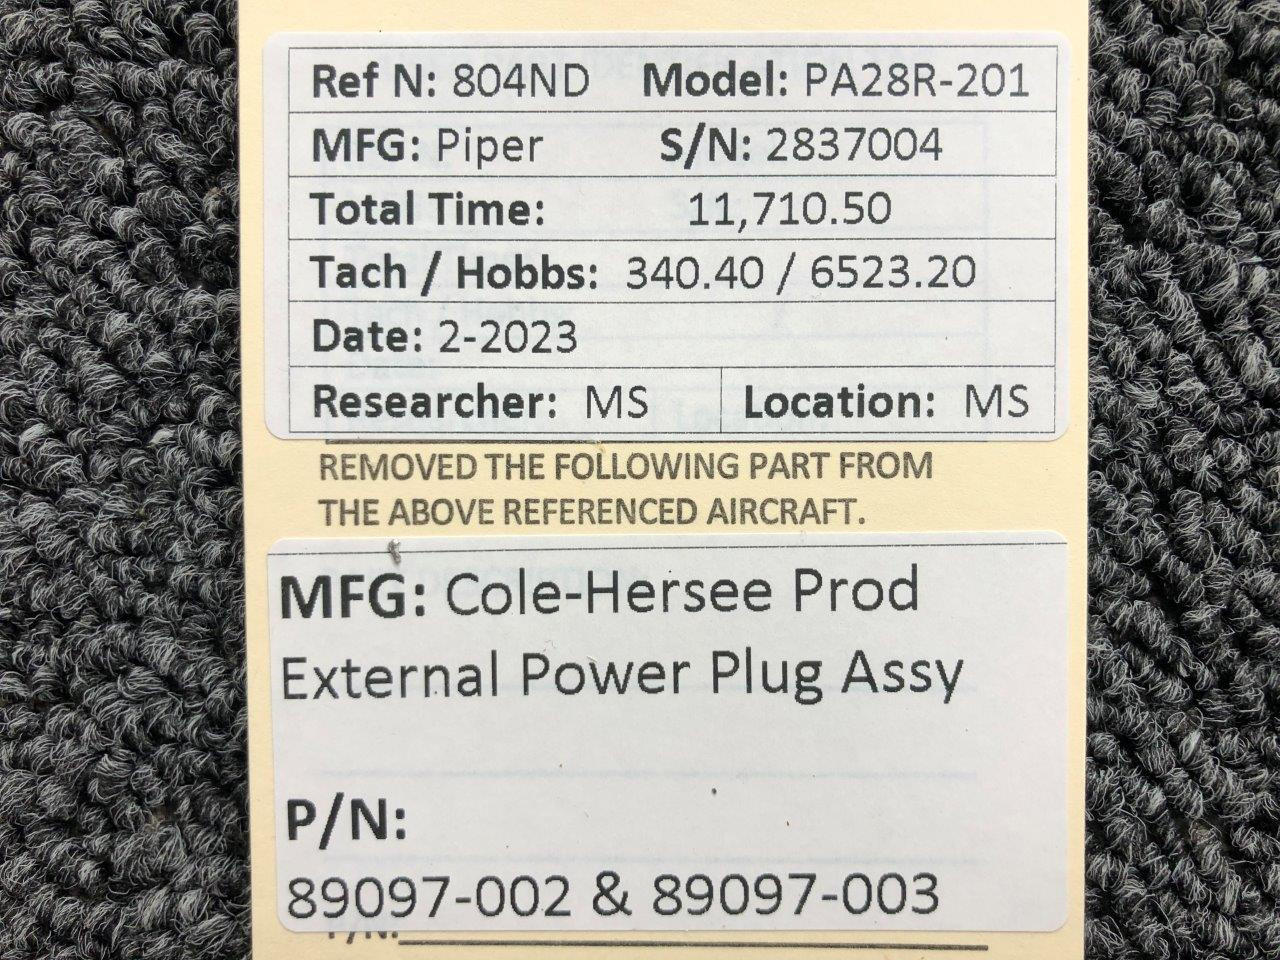 Ref N: 804ND Model: PA28R-201
MFG: Piper S/N: 2837004
Total Time: 11,710.50
Tach / Hobbs: 340.40 / 6523.20
Date: 2-2023
Researcher: MS Location: MS
REMOVED THE FOLLOWING PART FROM
THE ABOVE REFERENCED AIRCRAFT.
MFG: Cole-Hersee Prod
External Power Plug Assy
P/N:
89097-002 & 89097-003
P/N: